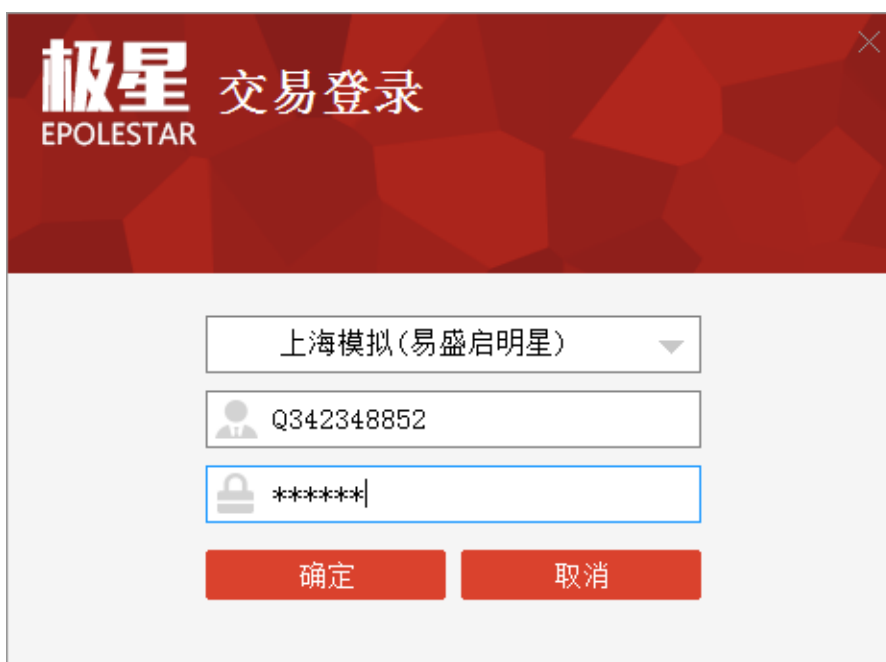 极星 交易登录
EPOLESTAR
上海模拟(易盛启明星)
Q342348852
******
确定 取消